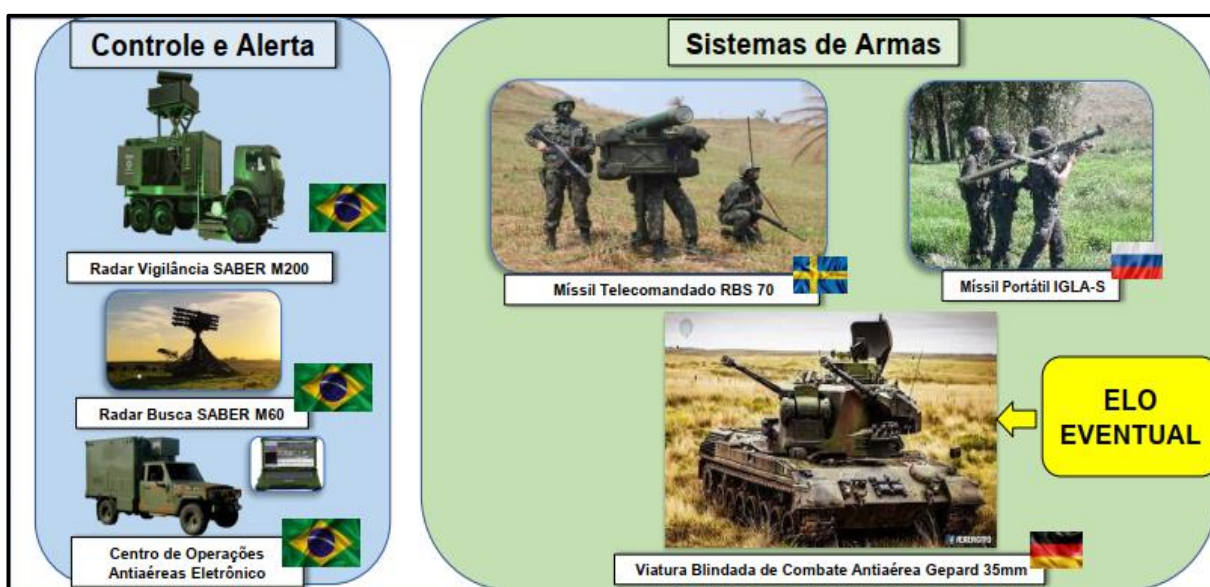 Controle e Alerta
Radar Vigilância SABER M200
Radar Busca SABER M60
Centro de Operações
Antiaéreas Eletrônico
Sistemas de Armas
Míssil Telecomandado RBS 70
Míssil Portátil IGLA-S
ELO
EVENTUAL
Viatura Blindada de Combate Antiaérea Gepard 35mm